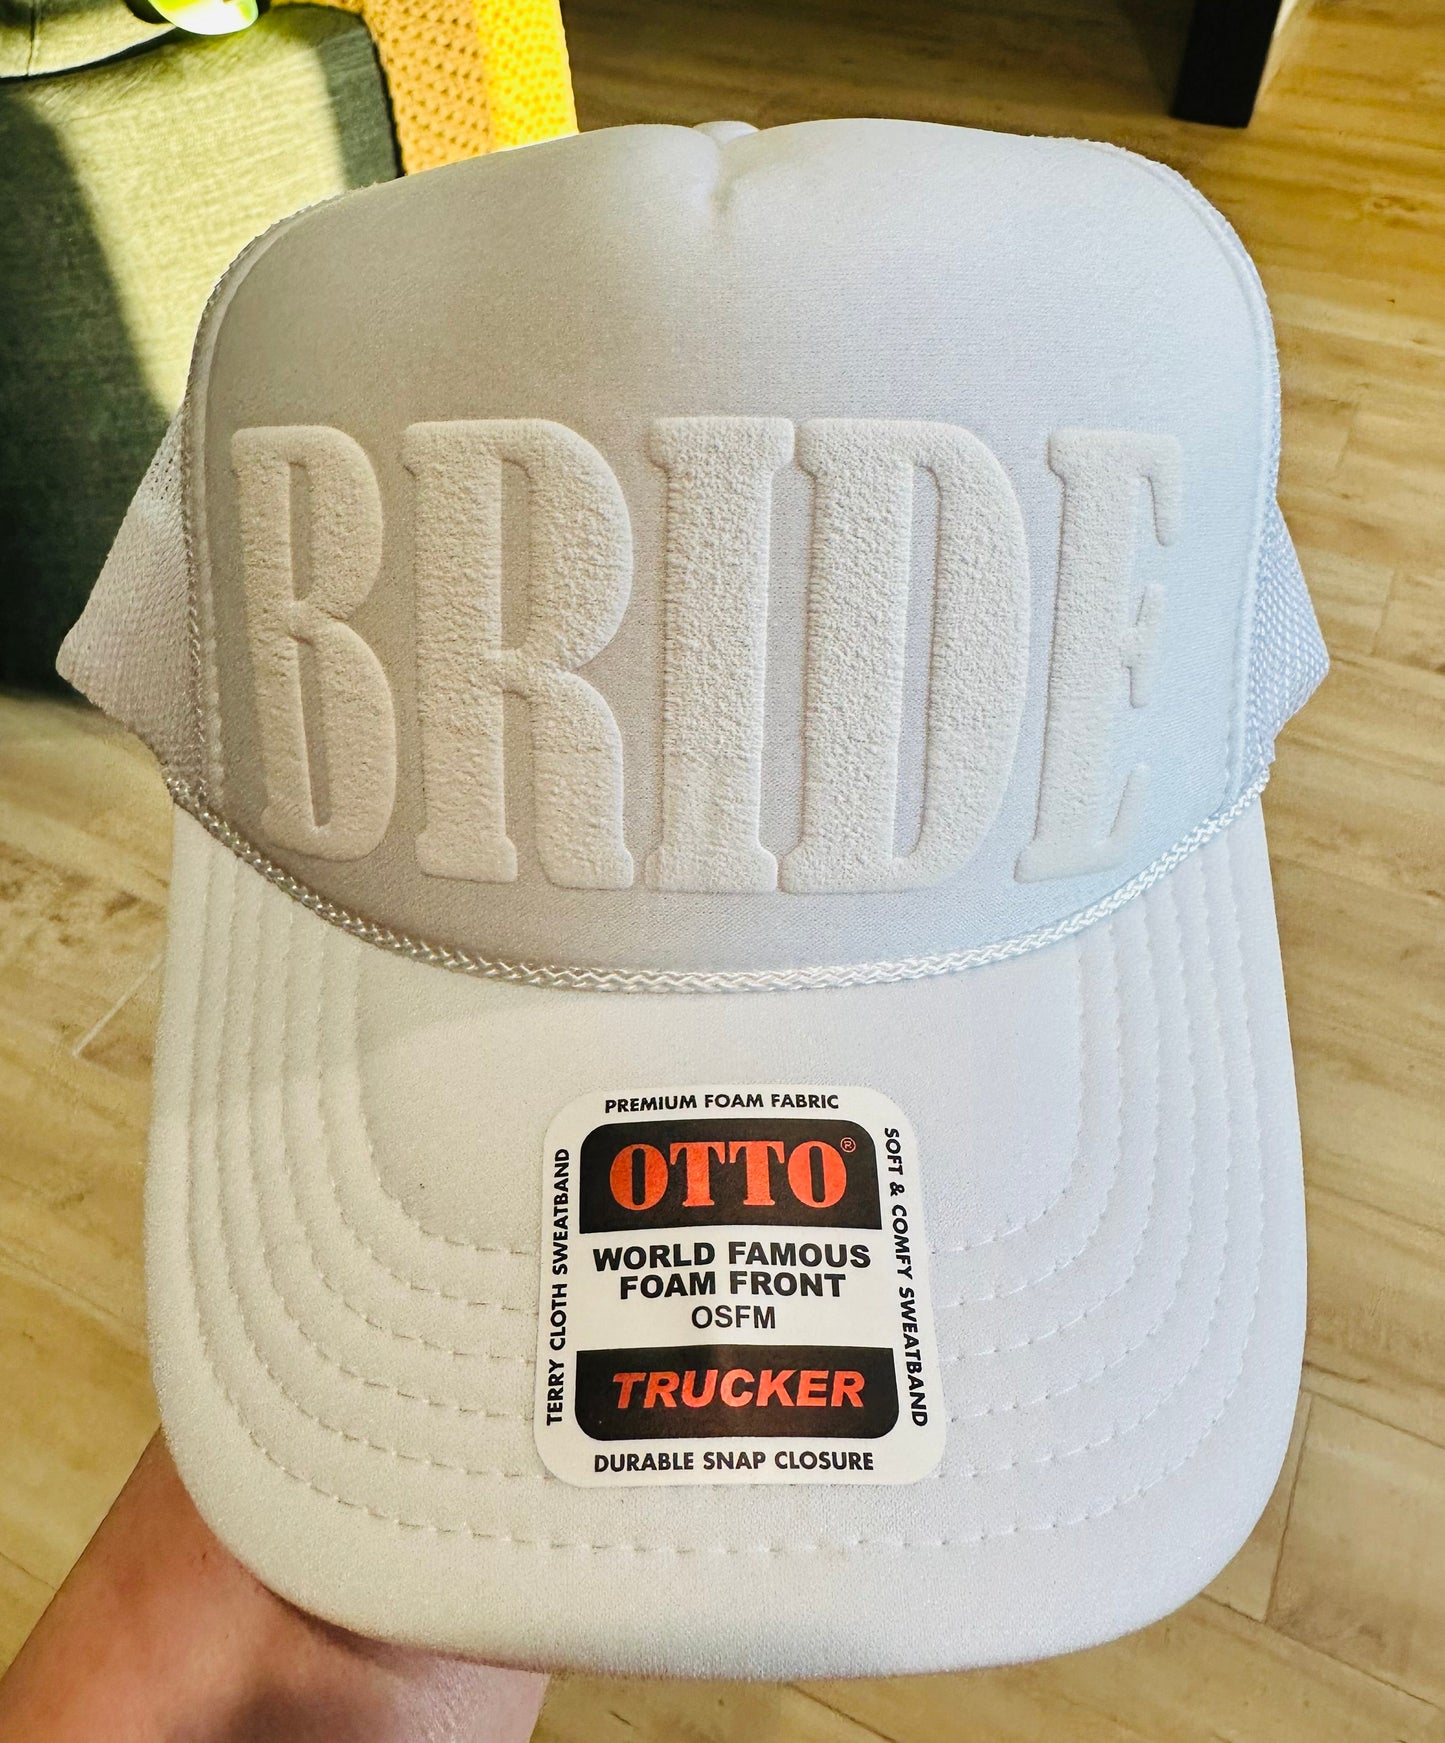 BRIDE
PREMIUM FOAM FABRIC
OTTO®
WORLD FAMOUS
FOAM FRONT
OSFM
TRUCKER
DURABLE SNAP CLOSURE
TERRY CLOTH SWEATBAND
SOFT & COMFY SWEATBAND